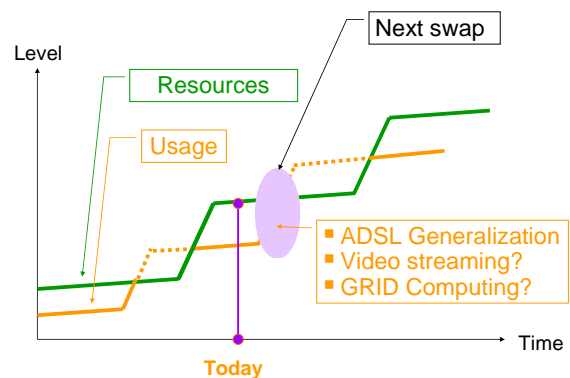 Next swap
Level
Resources
Usage
ADSL Generalization
Video streaming?
GRID Computing?
Time
Today